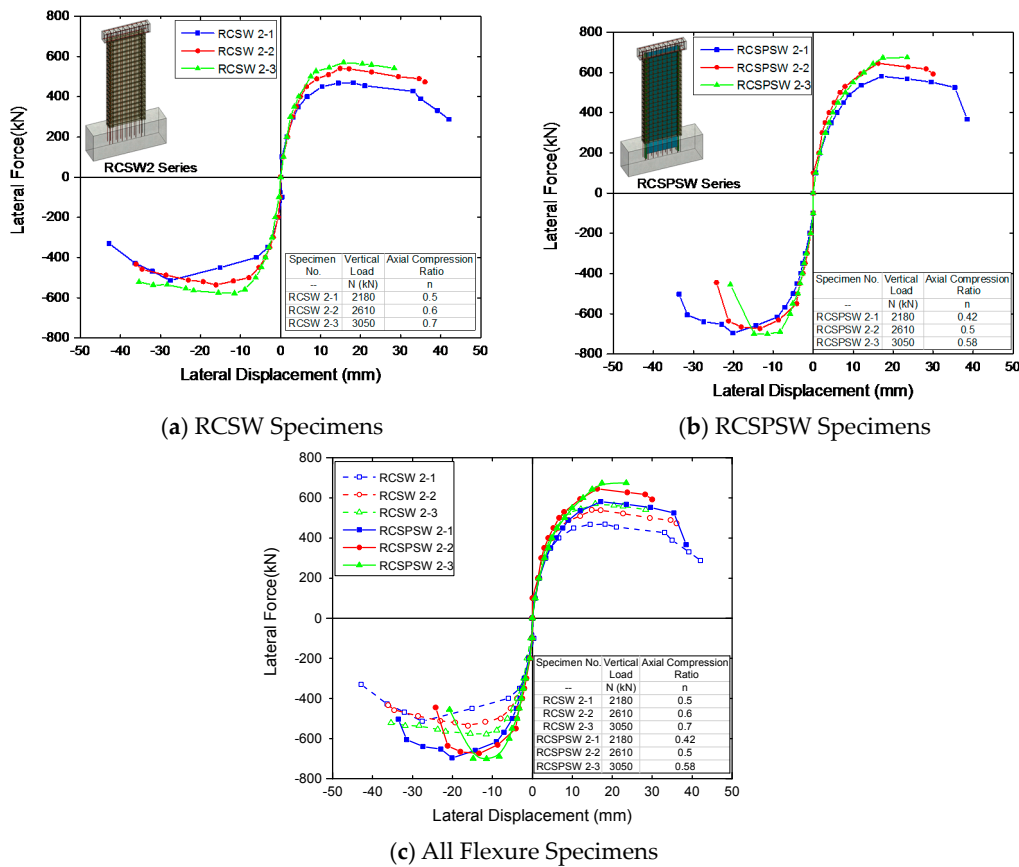 800
600
400
200
0
-200
-400
-600
-800
Lateral Force(kN)
RCSW 2-1
RCSW 2-2
RCSW 2-3
RCSW2 Series
Specimen No. Vertical Load Axial Compression Ratio
-- N (kN) n
RCSW 2-1 2180 0.5
RCSW 2-2 2610 0.6
RCSW 2-3 3050 0.7
-50 -40 -30 -20 -10 0 10 20 30 40 50
Lateral Displacement (mm)
(a) RCSW Specimens
800
600
400
200
0
-200
-400
-600
-800
Lateral Force(kN)
RCSPSW 2-1
RCSPSW 2-2
RCSPSW 2-3
RCSPSW Series
Specimen No. Vertical Load Axial Compression Ratio
-- N (kN) n
RCSPSW 2-1 2180 0.42
RCSPSW 2-2 2610 0.5
RCSPSW 2-3 3050 0.58
-50 -40 -30 -20 -10 0 10 20 30 40 50
Lateral Displacement (mm)
(b) RCSPSW Specimens
800
600
400
200
0
-200
-400
-600
-800
Lateral Force(kN)
RCSW 2-1
RCSW 2-2
RCSW 2-3
RCSPSW 2-1
RCSPSW 2-2
RCSPSW 2-3
Specimen No. Vertical Load Axial Compression Ratio
-- N (kN) n
RCSW 2-1 2180 0.5
RCSW 2-2 2610 0.6
RCSW 2-3 3050 0.7
RCSPSW 2-1 2180 0.42
RCSPSW 2-2 2610 0.5
RCSPSW 2-3 3050 0.58
-50 -40 -30 -20 -10 0 10 20 30 40 50
Lateral Displacement (mm)
(c) All Flexure Specimens